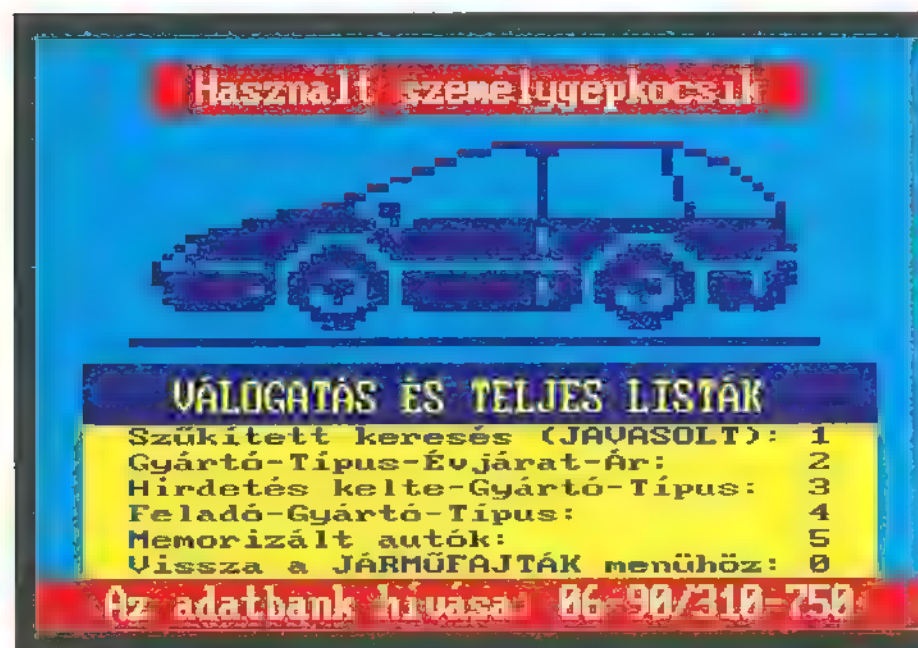 Használt személygépkocsik
VÁLOGATÁS ÉS TELJES LISTÁK
Szűkített keresés (JAVASOLT): 1
Gyártó-Típus-Évjárat-Ár: 2
Hirdetés kelte-Gyártó-Típus: 3
Feladó-Gyártó-Típus: 4
Memorizált autók: 5
Vissza a JÁRMŰFAJTÁK menühöz: 0
Az adatbank hívása 06-90/310-750